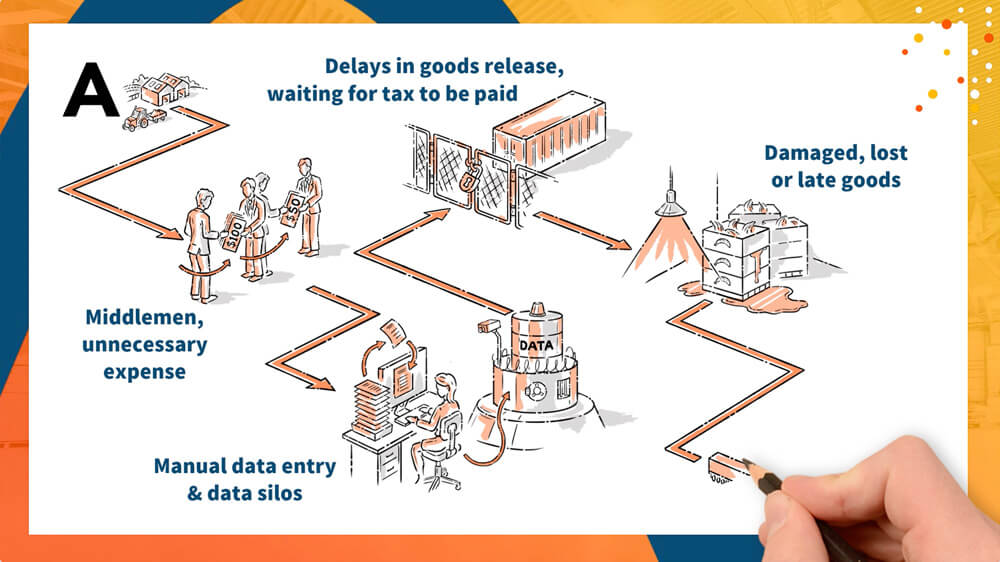 A
Delays in goods release,
waiting for tax to be paid
Damaged, lost
or late goods
$100
$50
Middlemen,
unnecessary
expense
DATA
Manual data entry
& data silos